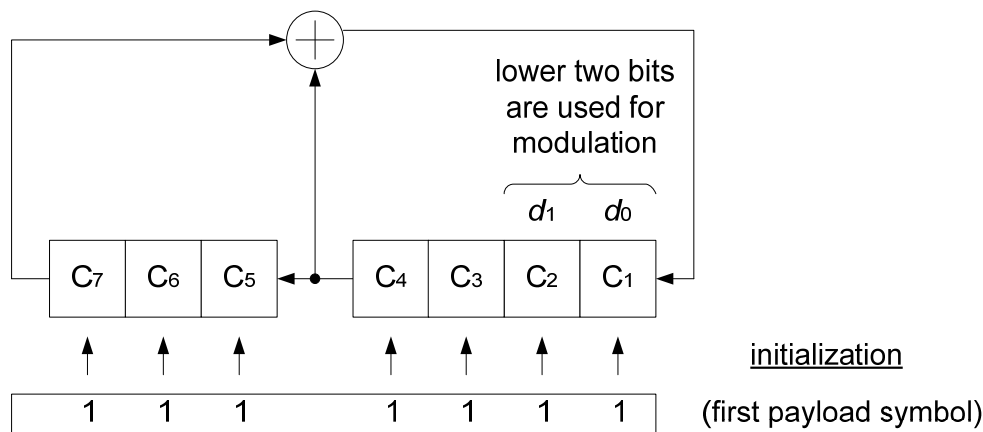 lower two bits
are used for
modulation
d1 d0
C7 C6 C5 C4 C3 C2 C1
initialization
1 1 1 1 1 1 1 (first payload symbol)